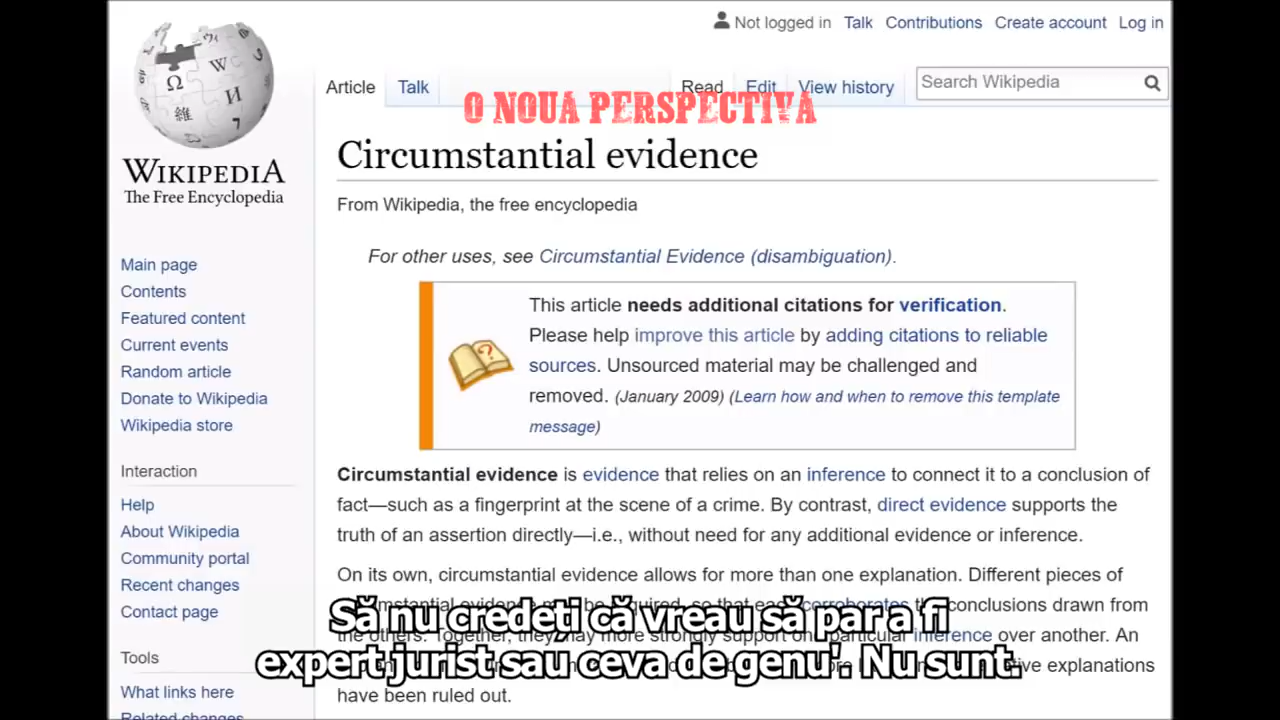 Not logged in Talk Contributions Create account Log in
Article Talk Read Edit View history Search Wikipedia
O NOUA PERSPECTIVA
WIKIPEDIA
The Free Encyclopedia
Circumstantial evidence
From Wikipedia, the free encyclopedia
For other uses, see Circumstantial Evidence (disambiguation).
This article needs additional citations for verification.
Please help improve this article by adding citations to reliable
sources. Unsourced material may be challenged and
removed. (January 2009) (Learn how and when to remove this template
message)
Circumstantial evidence is evidence that relies on an inference to connect it to a conclusion of
fact—such as a fingerprint at the scene of a crime. By contrast, direct evidence supports the
truth of an assertion directly—i.e., without need for any additional evidence or inference.
On its own, circumstantial evidence allows for more than one explanation. Different pieces of
conclusions drawn from
inference over another. An
explanations
have been ruled out.
Main page
Contents
Featured content
Current events
Random article
Donate to Wikipedia
Wikipedia store
Interaction
Help
About Wikipedia
Community portal
Recent changes
Contact page
Tools
What links here
Related changes
Să nu credeți că vreau să par a fi
expert jurist sau ceva de genu'. Nu sunt.